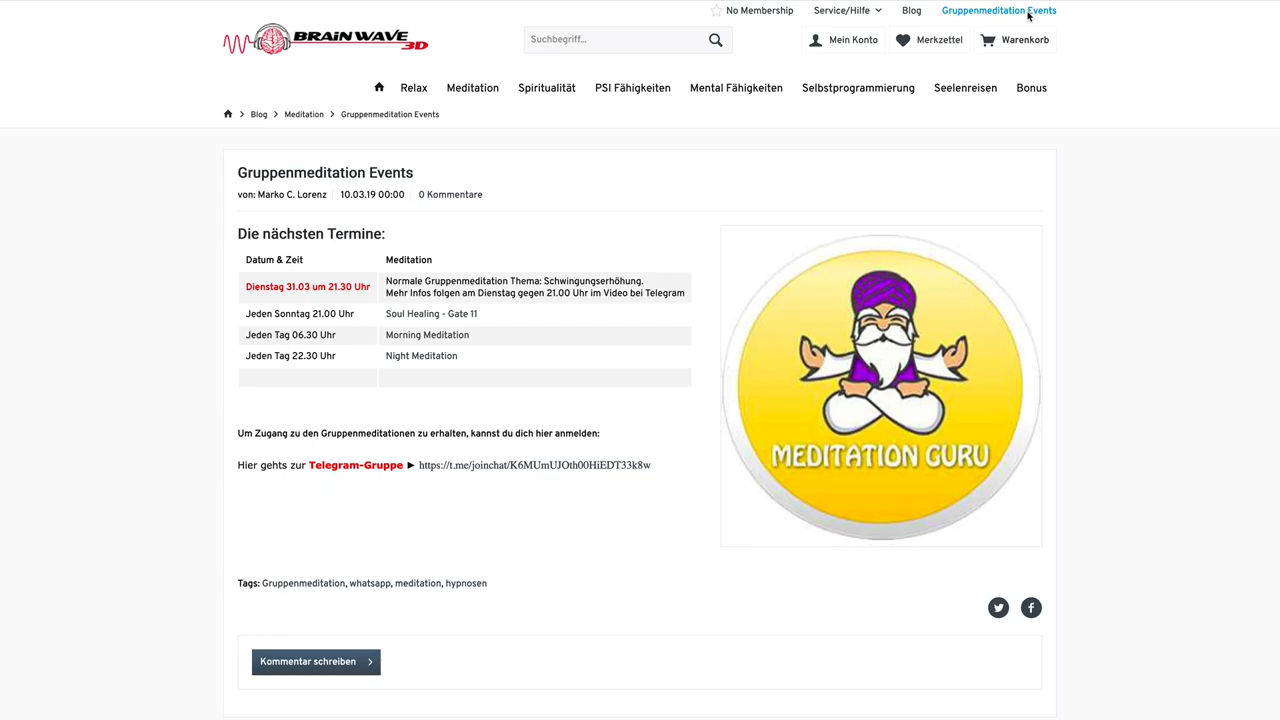 No Membership Service/Hilfe Blog Gruppenmeditation Events
BRAIN WAVE 3D Suchbegriff... Mein Konto Merkzettel Warenkorb
Relax Meditation Spiritualität PSI Fähigkeiten Mental Fähigkeiten Selbstprogrammierung Seelenreisen Bonus
Blog Meditation Gruppenmeditation Events
Gruppenmeditation Events
von: Marko C. Lorenz 10.03.19 00:00 0 Kommentare
Die nächsten Termine:
Datum & Zeit Meditation
Dienstag 31.03 um 21.30 Uhr Normale Gruppenmeditation Thema: Schwingungserhöhung.
Mehr Infos folgen am Dienstag gegen 21.00 Uhr im Video bei Telegram
Jeden Sonntag 21.00 Uhr Soul Healing - Gate 11
Jeden Tag 06.30 Uhr Morning Meditation
Jeden Tag 22.30 Uhr Night Meditation
Um Zugang zu den Gruppenmeditationen zu erhalten, kannst du dich hier anmelden:
Hier gehts zur Telegram-Gruppe ► https://t.me/joinchat/K6MUmUJOth00HiEDT33k8w
MEDITATION GURU
Tags: Gruppenmeditation, whatsapp, meditation, hypnosen
Kommentar schreiben